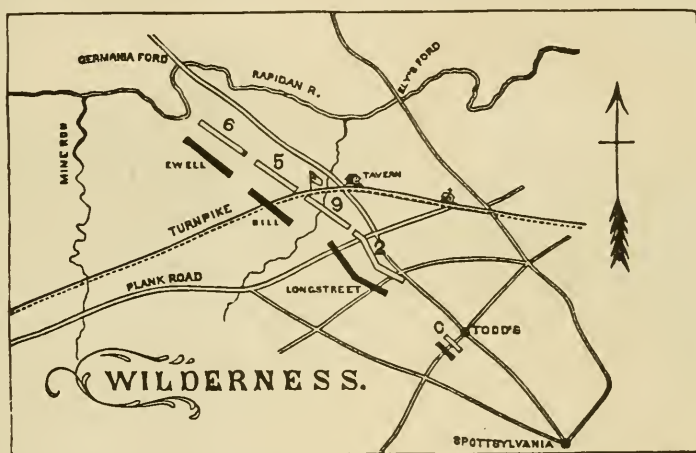 GERMANIA FORD
RAPIDAN R.
ELY'S FORD
MINE RUN
6
EWELL
5
TAVERN
TURNPIKE
HILL
9
2
PLANK ROAD
LONGSTREET
C
TODD'S
WILDERNESS.
SPOTTSYLVANIA